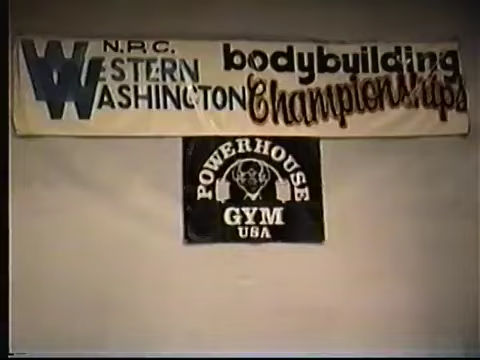 N.P.C.
WESTERN
WASHINGTON
bodybuilding
Championships
POWERHOUSE
GYM
USA